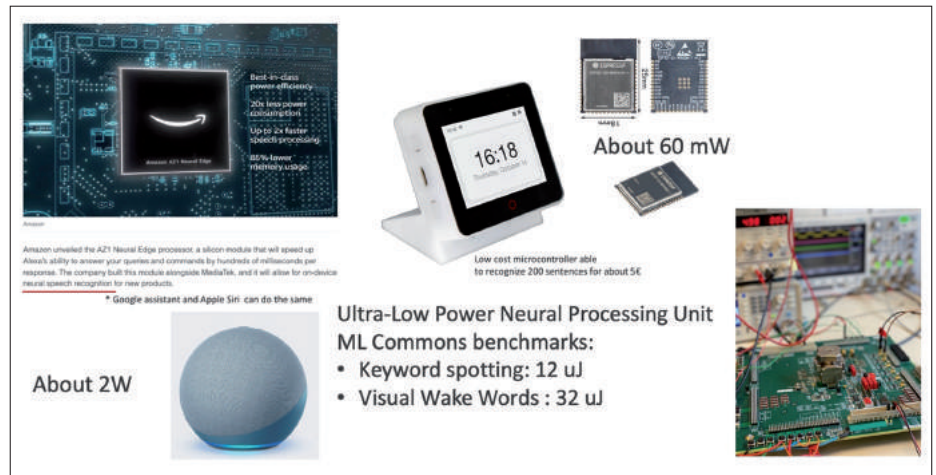 Best-in-class
power efficiency
20x less power
consumption
Up to 2x faster
speech processing
85% lower
memory usage
Amazon AZ1 Neural Edge
Amazon
Amazon unveiled the AZ1 Neural Edge processor, a silicon module that will speed up
Alexa's ability to answer your queries and commands by hundreds of milliseconds per
response. The company built this module alongside MediaTek, and it will allow for on-device
neural speech recognition for new products.
* Google assistant and Apple Siri can do the same
About 2W
16:18
Thursday, October
Low cost microcontroller able
to recognize 200 sentences for about 5€
About 60 mW
18mm
Ultra-Low Power Neural Processing Unit
ML Commons benchmarks:
• Keyword spotting: 12 uJ
• Visual Wake Words : 32 uJ